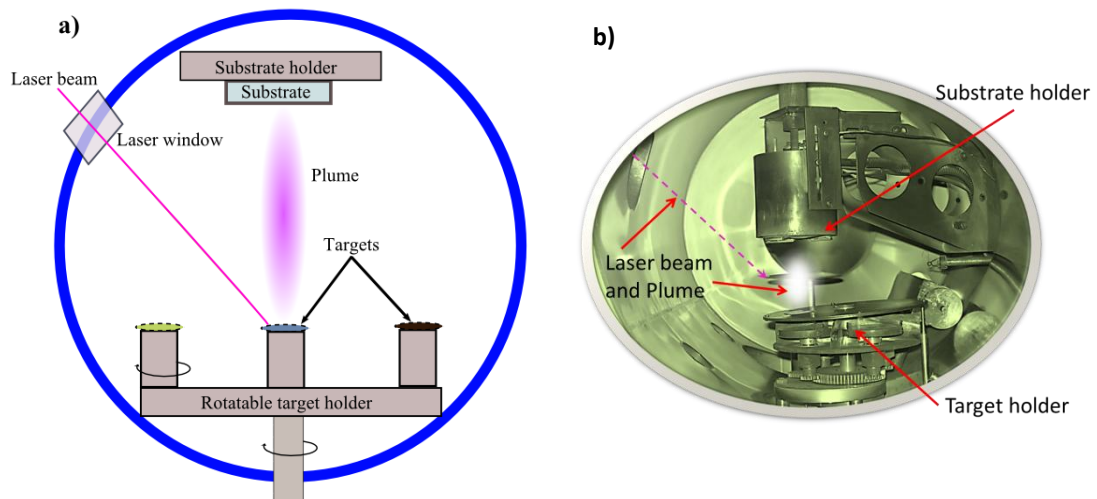 a)
Substrate holder
Laser beam
Substrate
Laser window
Plume
Targets
Rotatable target holder
b)
Substrate holder
Laser beam
and Plume
Target holder